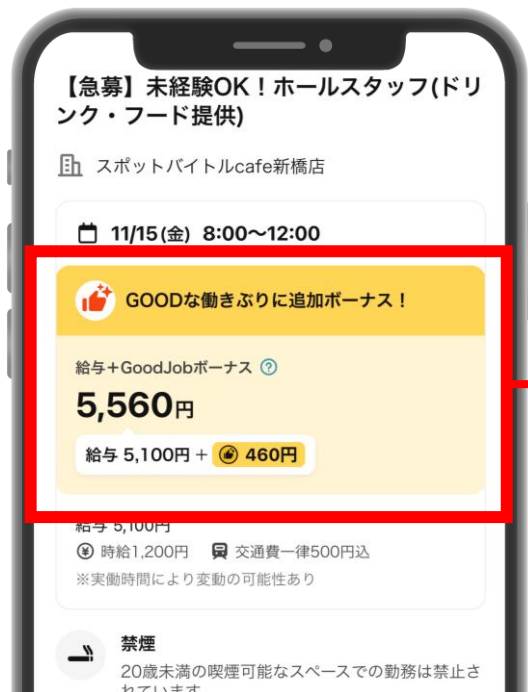 【急募】未経験OK！ホールスタッフ(ドリ
ンク・フード提供)
スポットバイトルcafe新橋店
11/15(金) 8:00〜12:00
GOODな働きぶりに追加ボーナス！
給与+GoodJobボーナス ?
5,560円
給与 5,100円 + 460円
給与 5,100円
時給1,200円 交通費一律500円込
※実働時間により変動の可能性あり
禁煙
20歳未満の喫煙可能なスペースでの勤務は禁止さ
れています